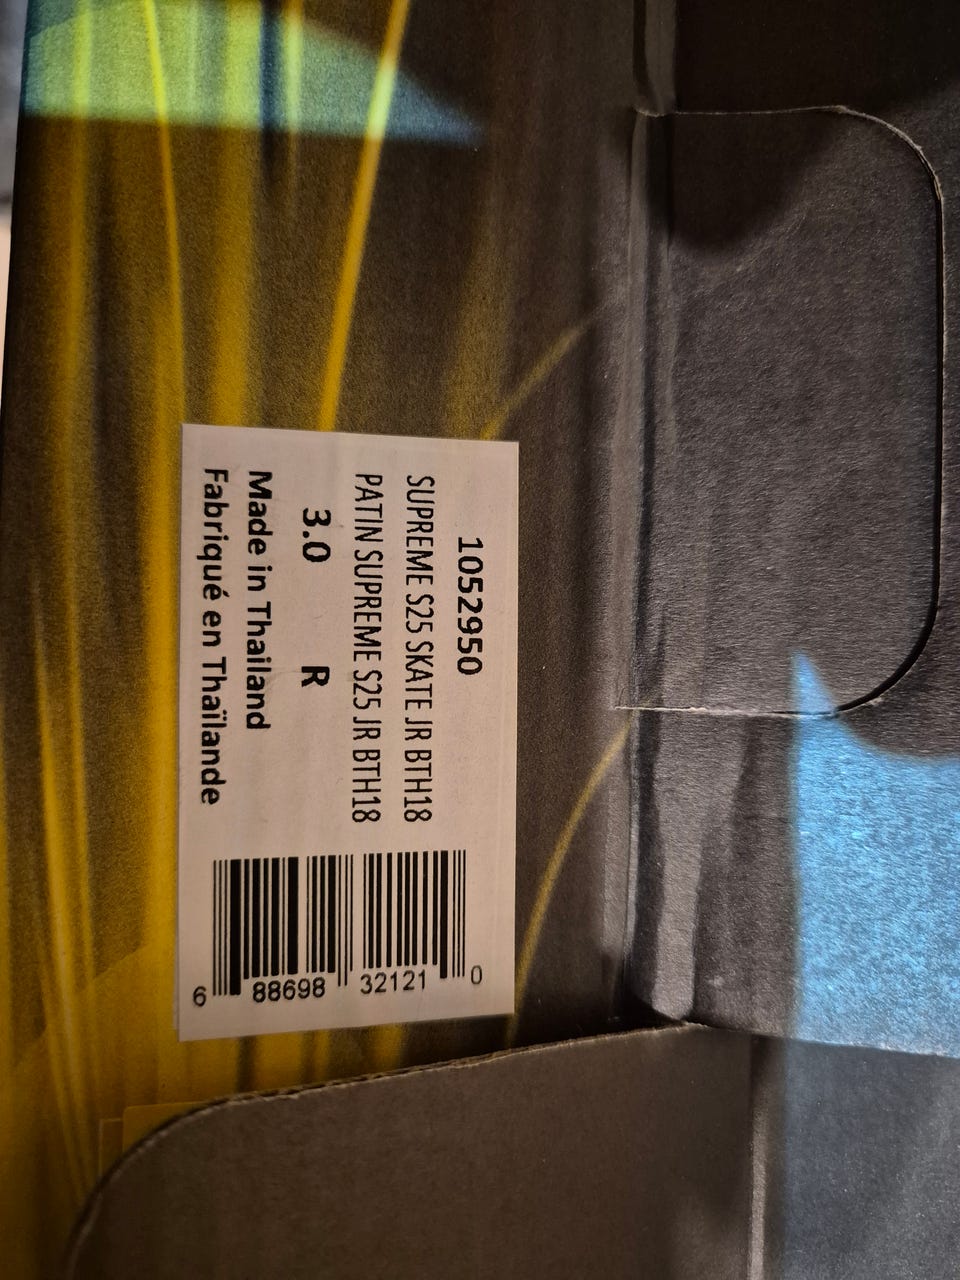 1052950
SUPREME S25 SKATE JR BTH18
PATIN SUPREME S25 JR BTH18
3.0 R
Made in Thailand
Fabriqué en Thaïlande
6 88698 32121 0